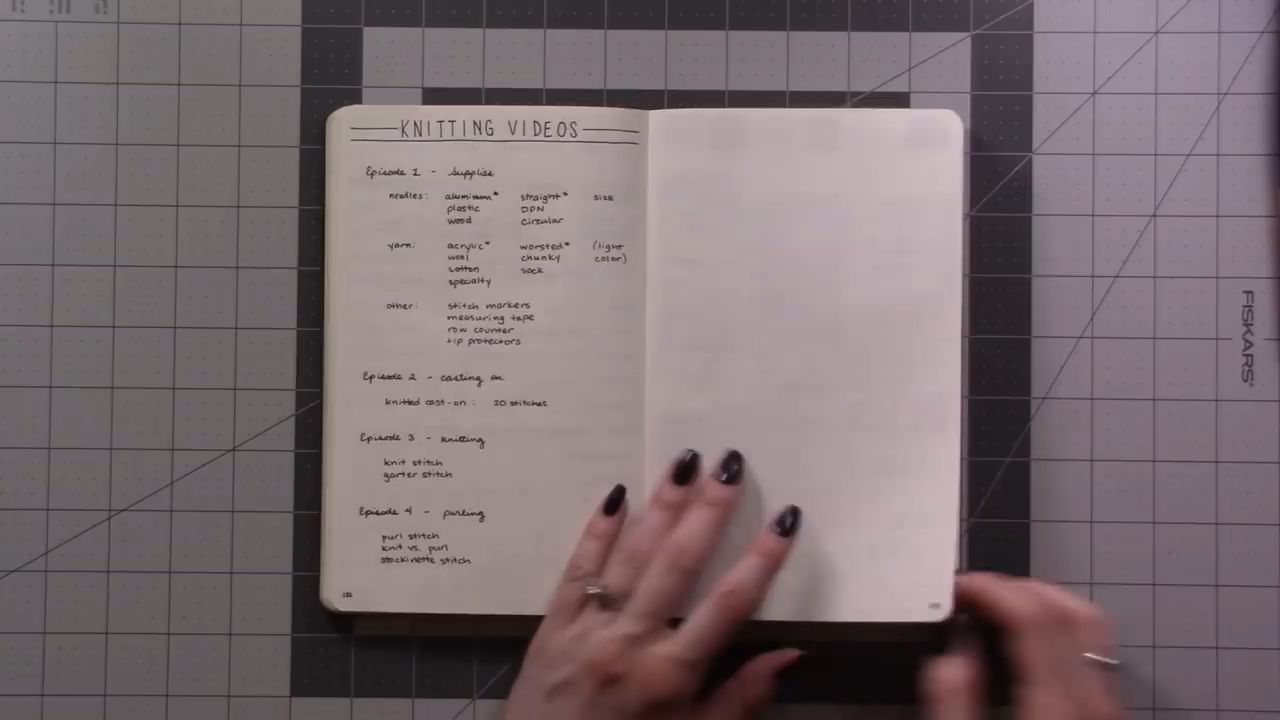 KNITTING VIDEOS
Episode 1 - supplies
needles: aluminum* straight* size
plastic DPN
wood circular
yarn: acrylic* worsted* (light
wool chunky color)
cotton sock
specialty
other: stitch markers
measuring tape
row counter
tip protectors
Episode 2 - casting on
knitted cast-on: 20 stitches
Episode 3 - knitting
knit stitch
garter stitch
Episode 4 - purling
purl stitch
knit vs. purl
stockinette stitch
FISKARS